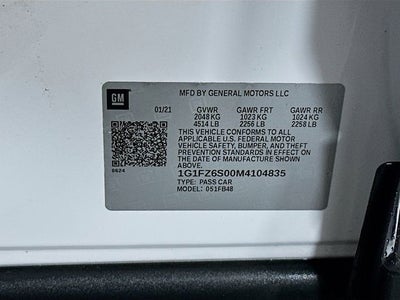 MFD BY GENERAL MOTORS LLC
GM
01/21 GVWR GAWR FRT GAWR RR
2048 KG 1023 KG 1024 KG
4514 LB 2256 LB 2258 LB
THIS VEHICLE CONFORMS TO ALL
APPLICABLE U.S. FEDERAL MOTOR
VEHICLE SAFETY, BUMPER, AND THEFT
PREVENTION STANDARDS IN EFFECT ON
THE DATE OF MANUFACTURE SHOWN
ABOVE.
8624
1G1FZ6S00M4104835
TYPE: PASS CAR
MODEL: 051FB48